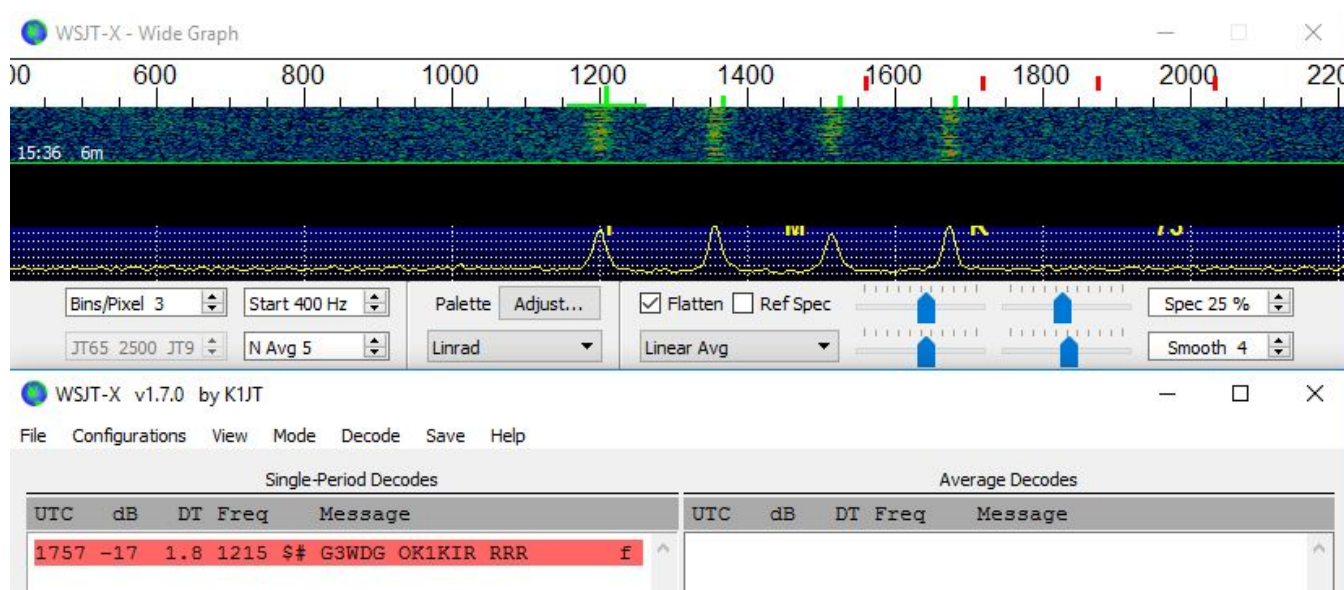 WSJT-X - Wide Graph
00 600 800 1000 1200 1400 1600 1800 2000 220
15:36 6m
M K 73
Bins/Pixel 3 Start 400 Hz Palette Adjust... Flatten Ref Spec Spec 25 %
JT65 2500 JT9 N Avg 5 Linrad Linear Avg Smooth 4
WSJT-X v1.7.0 by K1JT
File Configurations View Mode Decode Save Help
Single-Period Decodes Average Decodes
UTC dB DT Freq Message UTC dB DT Freq Message
1757 -17 1.8 1215 $# G3WDG OK1KIR RRR f